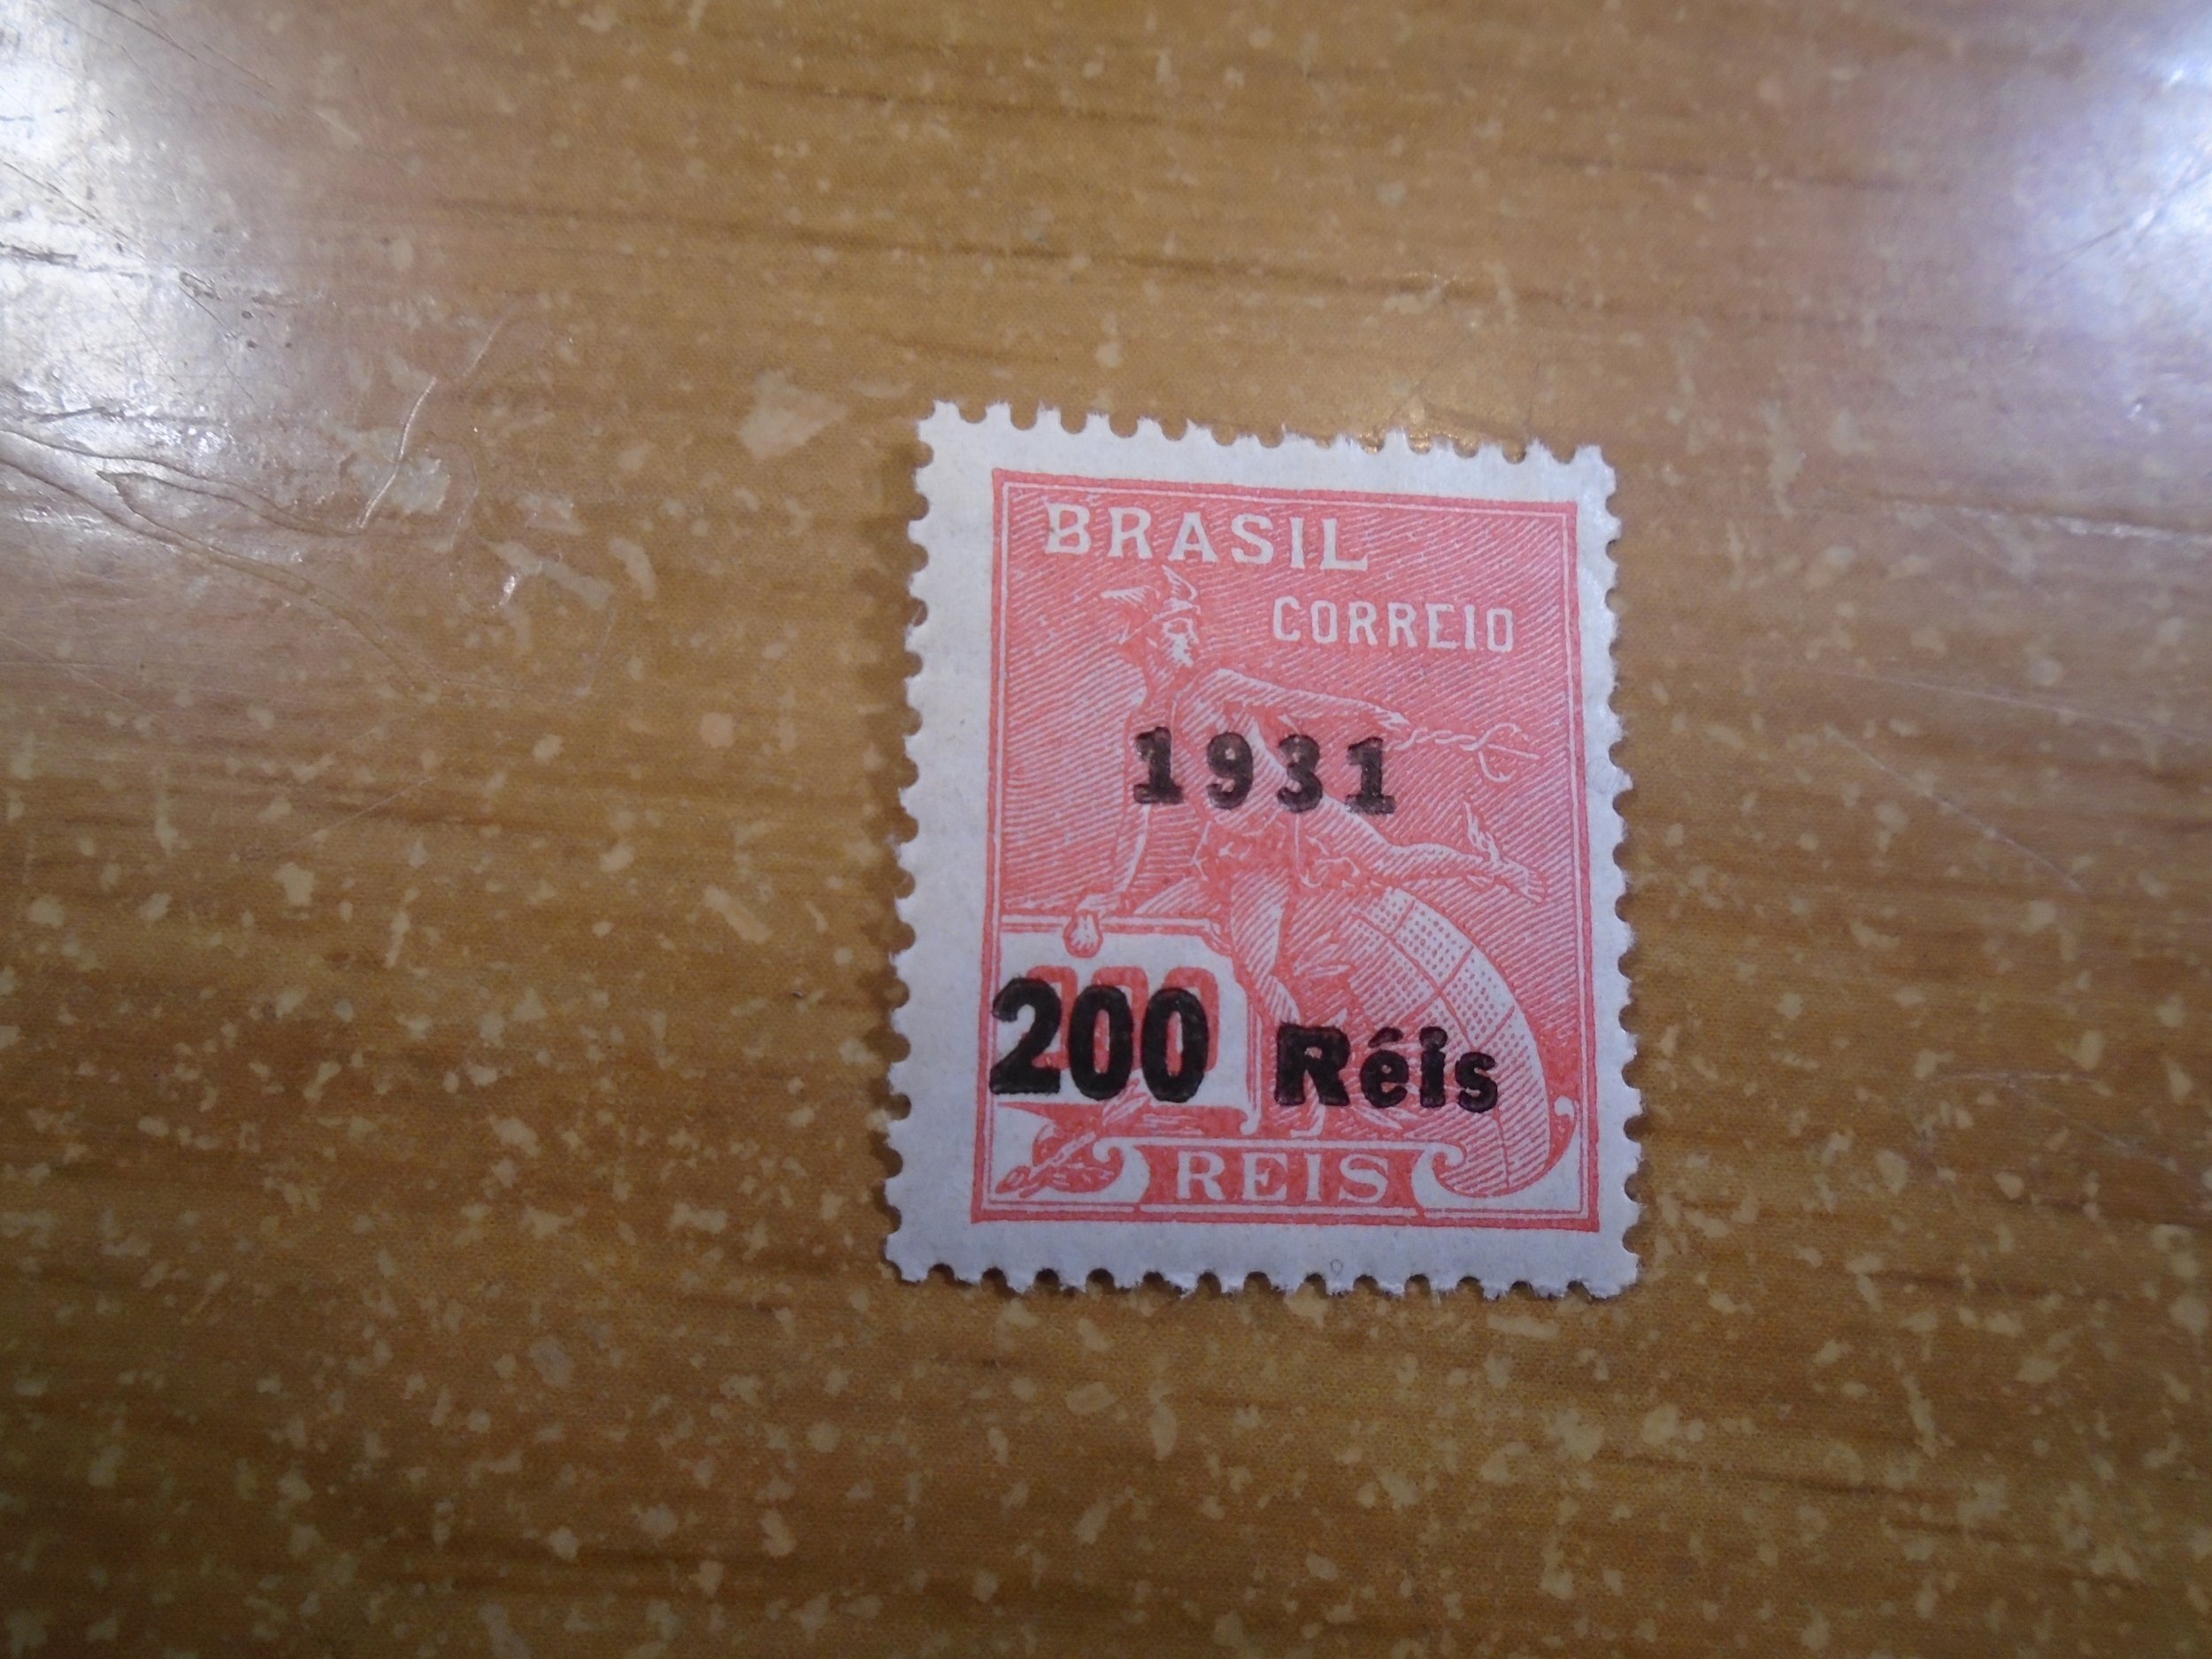 BRASIL
CORREIO
1931
200 Réis
REIS